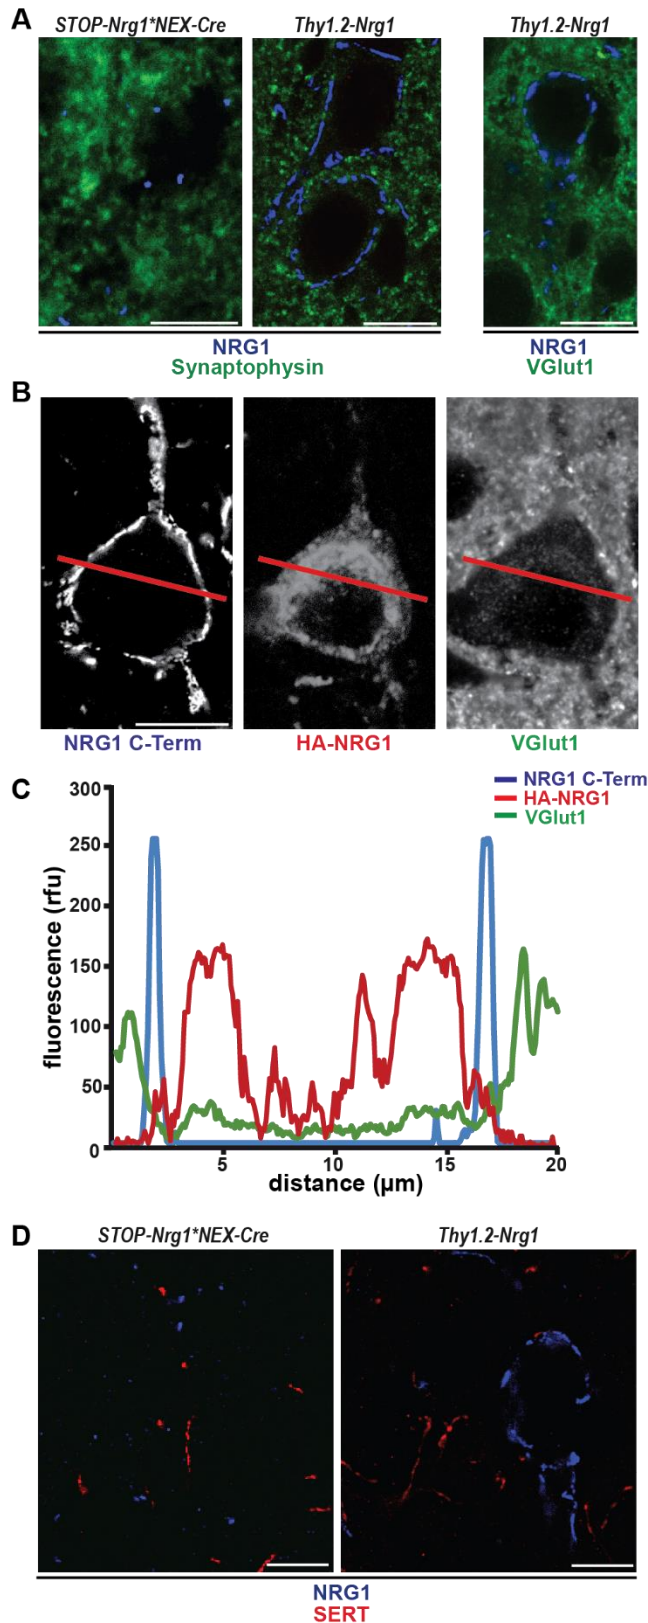 A
STOP-Nrg1*NEX-Cre Thy1.2-Nrg1 Thy1.2-Nrg1
NRG1 NRG1
Synaptophysin VGlut1
B
NRG1 C-Term HA-NRG1 VGlut1
C
NRG1 C-Term
HA-NRG1
VGlut1
fluorescence (rfu)
300
250
200
150
100
50
0
5 10 15 20
distance (µm)
D
STOP-Nrg1*NEX-Cre Thy1.2-Nrg1
NRG1
SERT